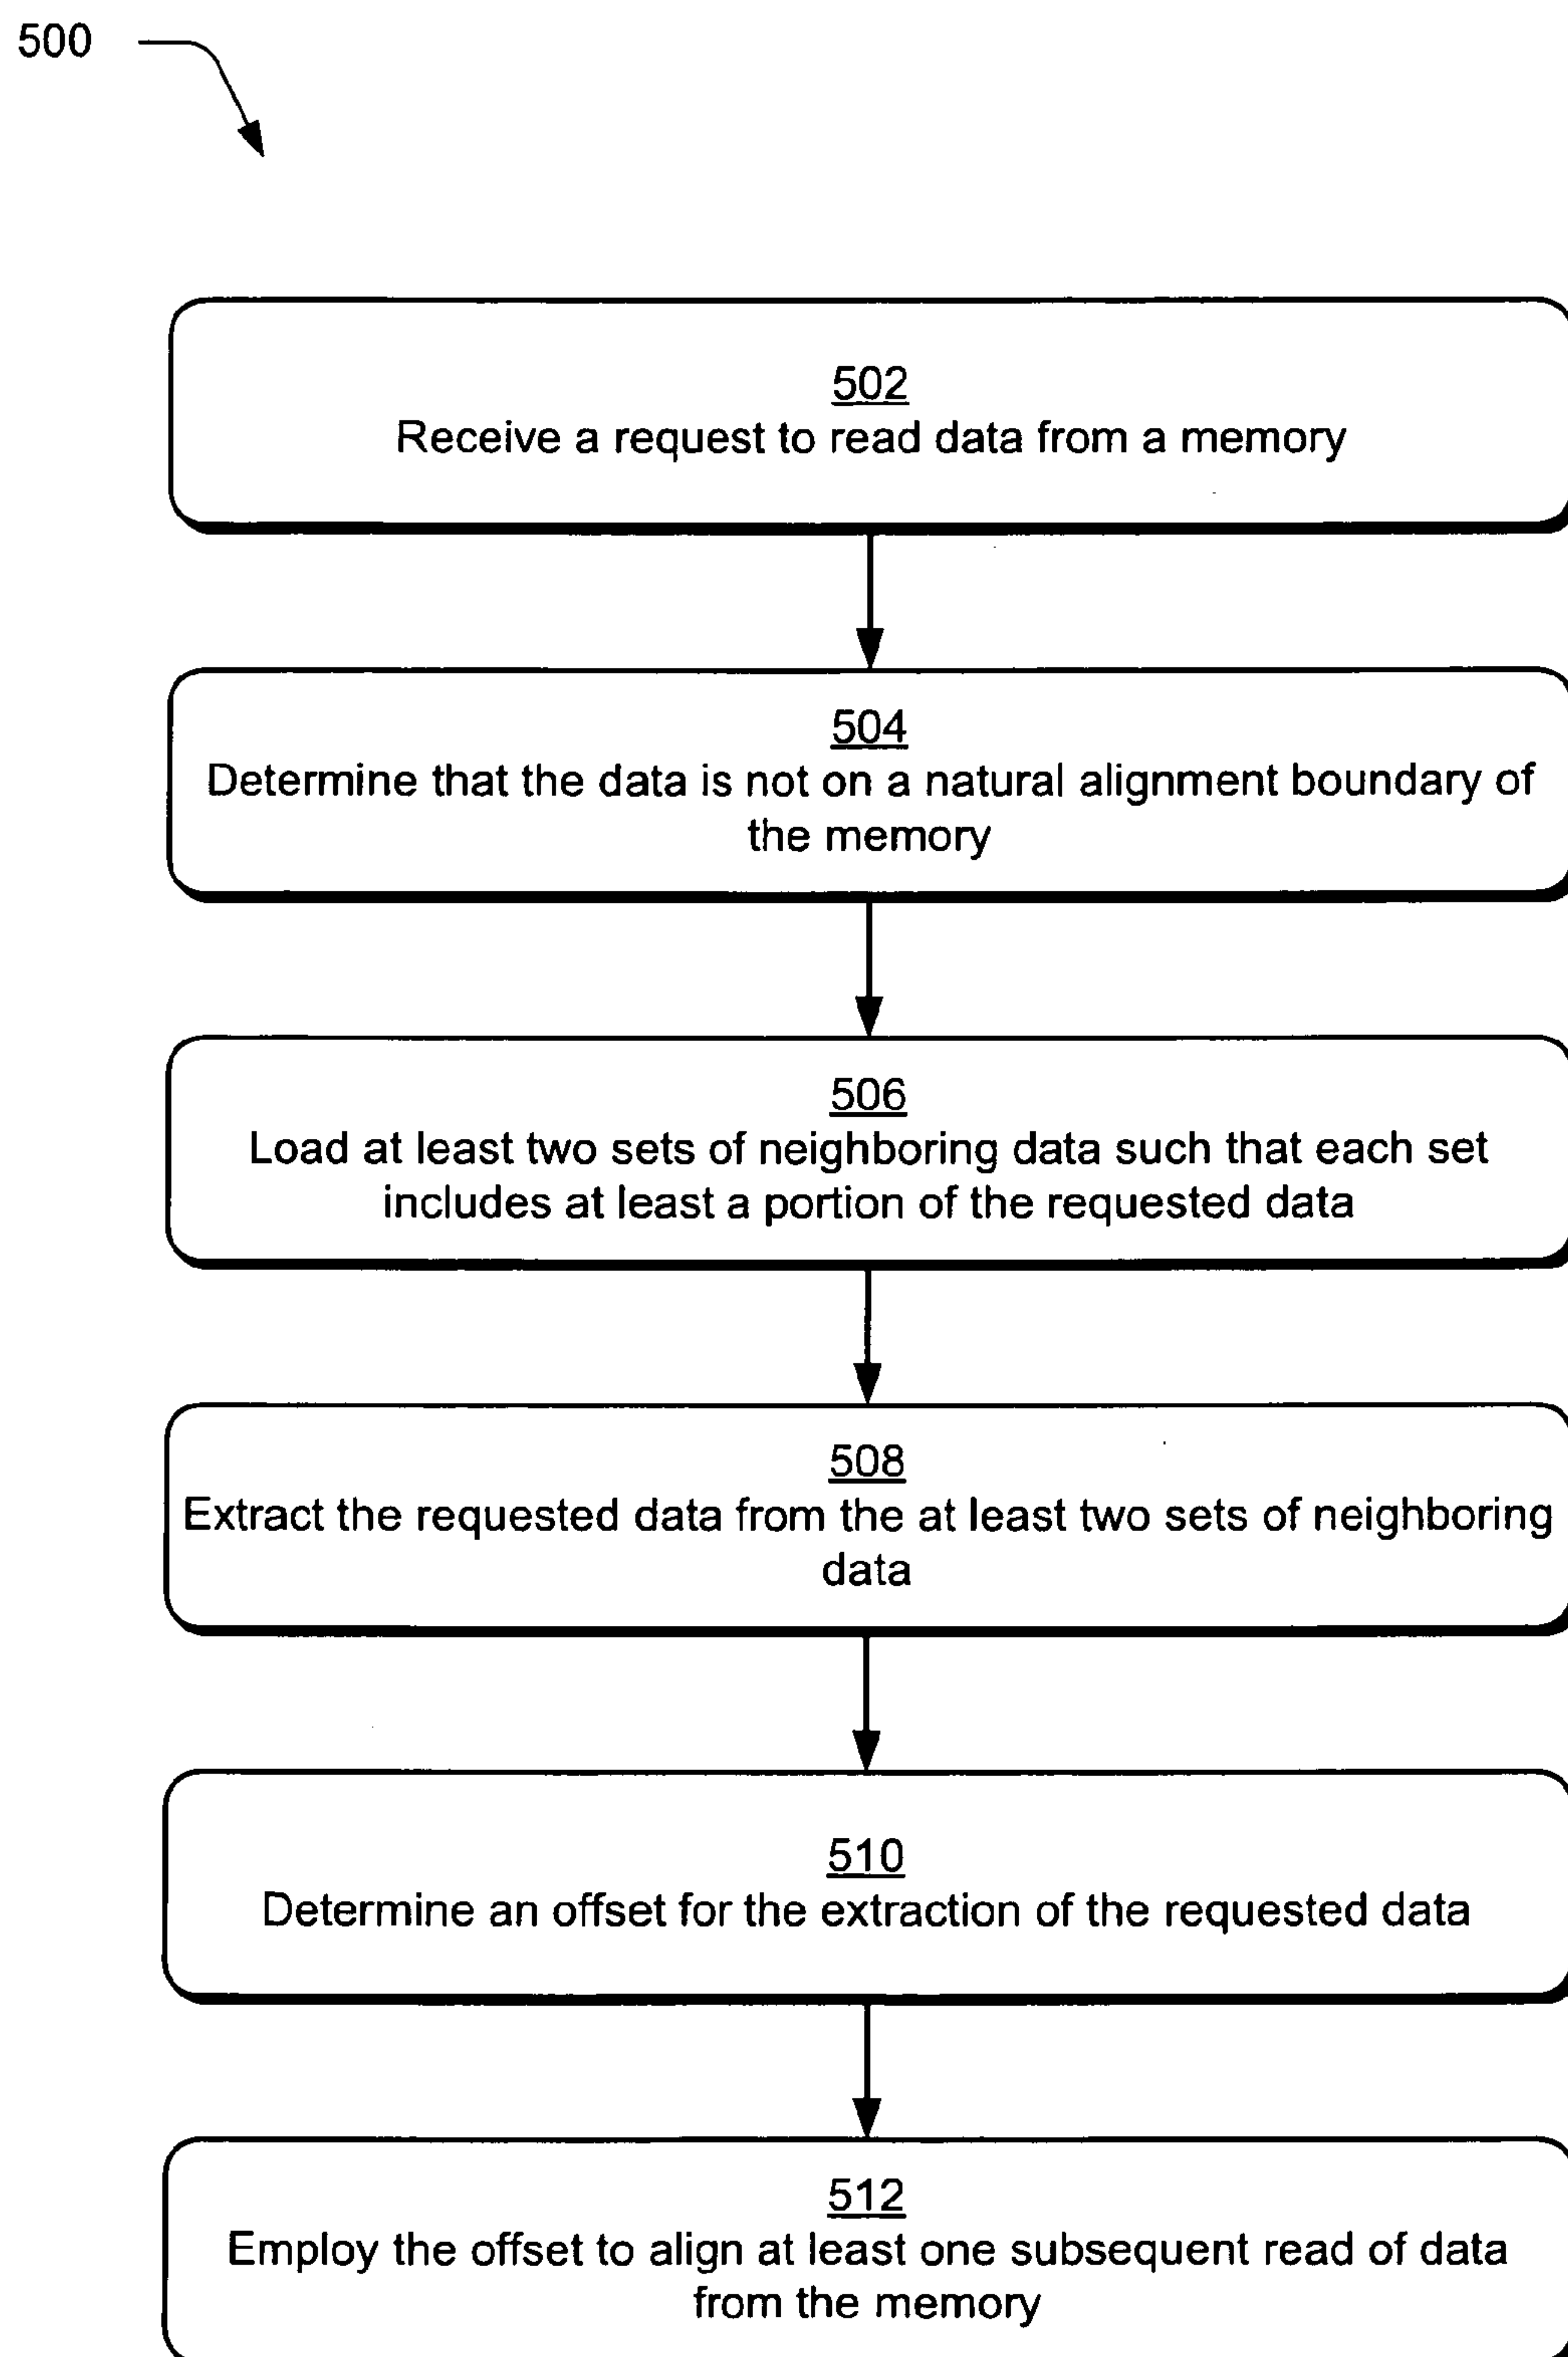 500
502
Receive a request to read data from a memory
504
Determine that the data is not on a natural alignment boundary of
the memory
506
Load at least two sets of neighboring data such that each set
includes at least a portion of the requested data
508
Extract the requested data from the at least two sets of neighboring
data
510
Determine an offset for the extraction of the requested data
512
Employ the offset to align at least one subsequent read of data
from the memory